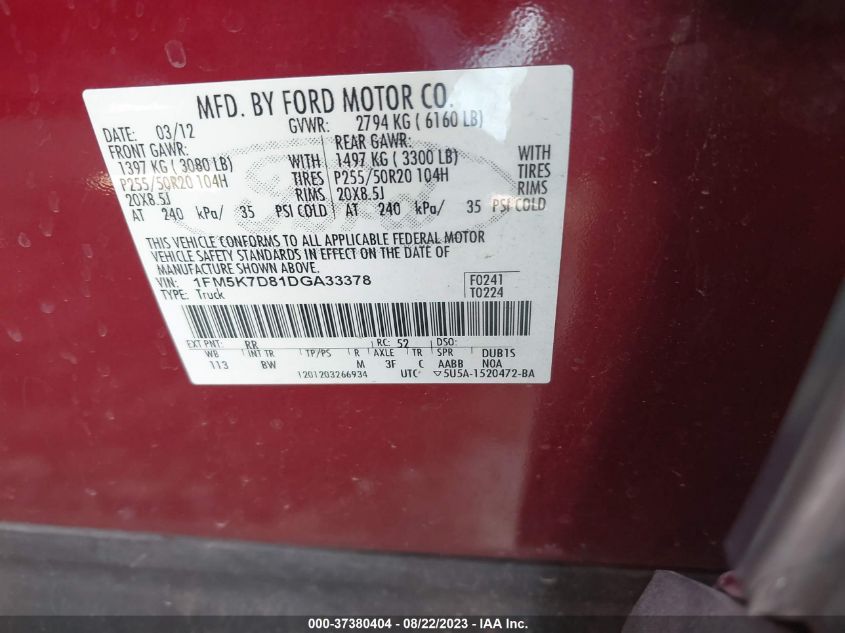 MFD. BY FORD MOTOR CO.
DATE: 03/12 GVWR: 2794 KG ( 6160 LB)
FRONT GAWR: REAR GAWR:
1397 KG ( 3080 LB) WITH 1497 KG ( 3300 LB) WITH
P255/50R20 104H TIRES P255/50R20 104H TIRES
20X8.5J RIMS 20X8.5J RIMS
AT 240 kPa/ 35 PSI COLD AT 240 kPa/ 35 PSI COLD
THIS VEHICLE CONFORMS TO ALL APPLICABLE FEDERAL MOTOR
VEHICLE SAFETY STANDARDS IN EFFECT ON THE DATE OF
MANUFACTURE SHOWN ABOVE.
VIN: 1FM5K7D81DGA33378 F0241
TYPE: Truck T0224
EXT PNT: RR RC: 52 DSO:
WB INT TR TP/PS R AXLE TR SPR DUB1S
113 BW M 3F C AABB N0A
1201203266934 UTC ▽5U5A-1520472-BA
000-37380404 - 08/22/2023 - Copyright © IAA, Inc.